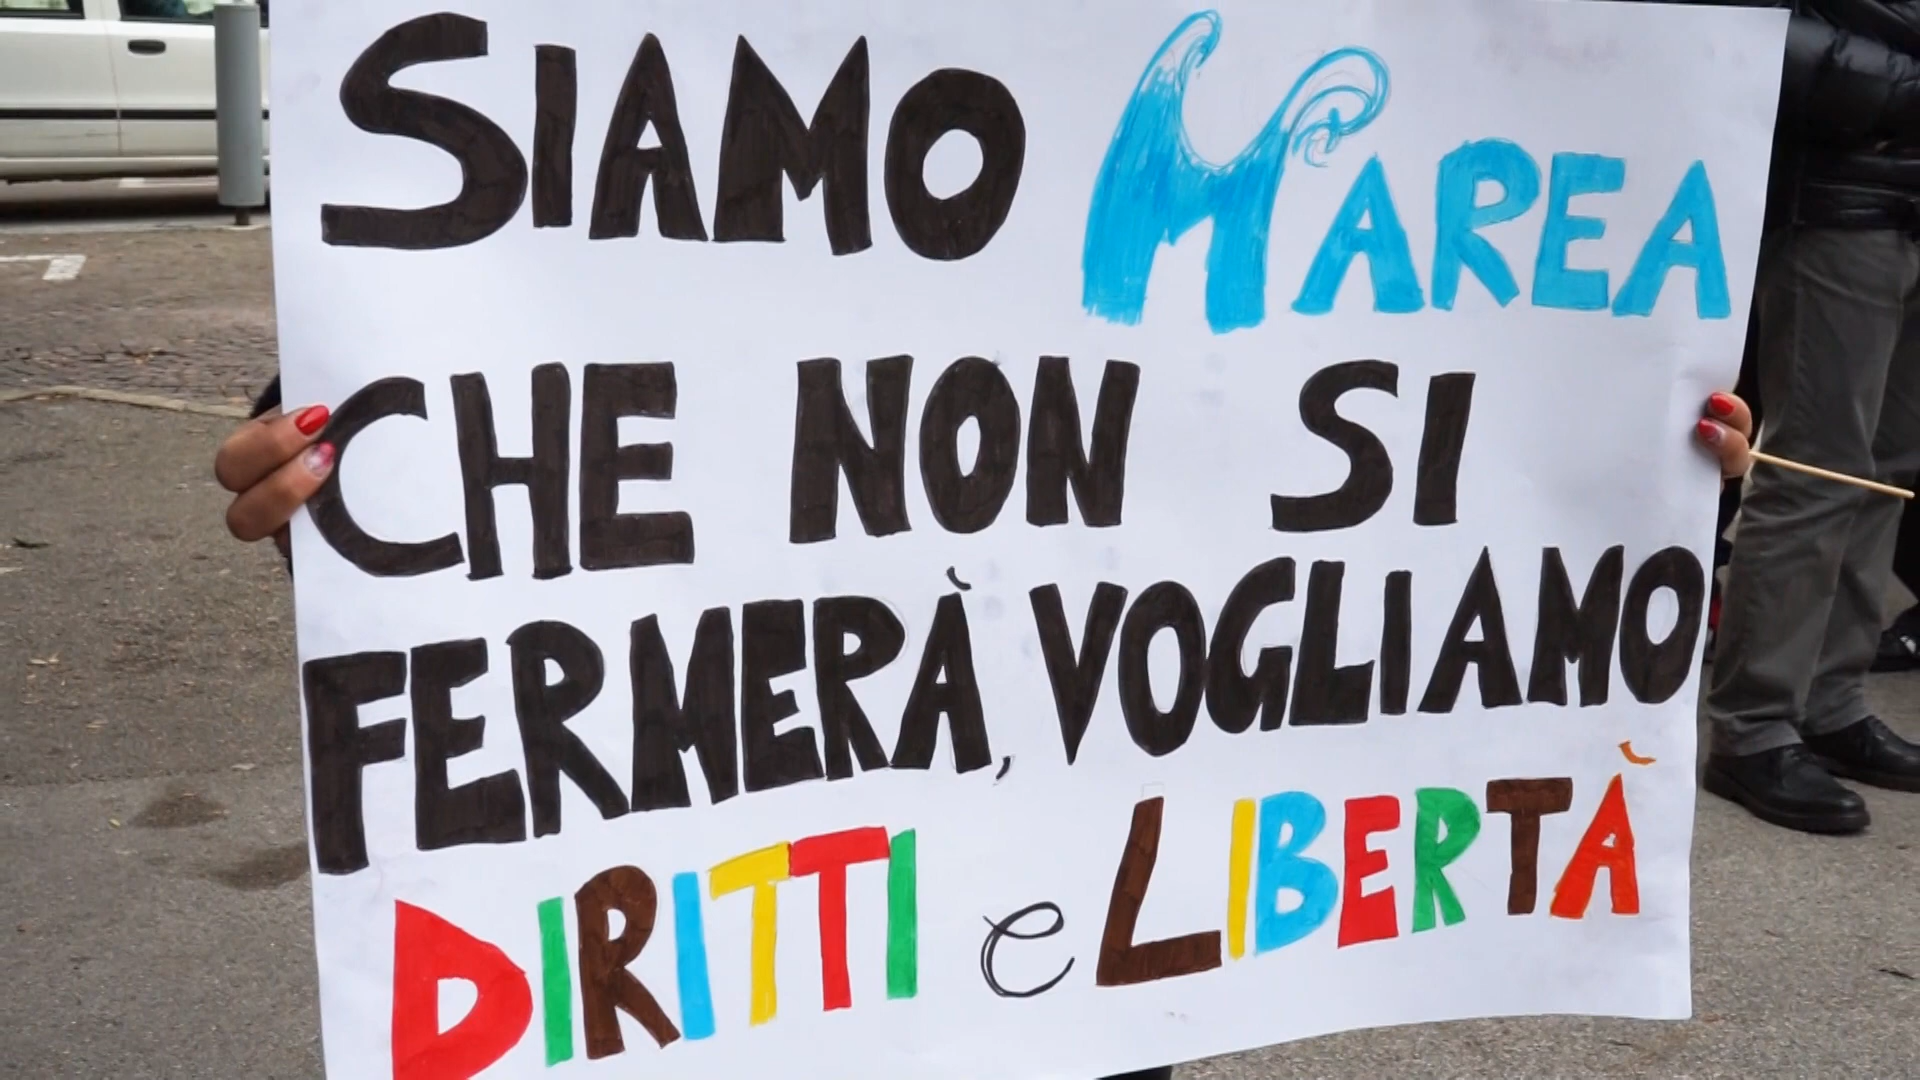 SIAMO MAREA
CHE NON SI
FERMERÀ, VOGLIAMO
DIRITTI e LIBERTÀ